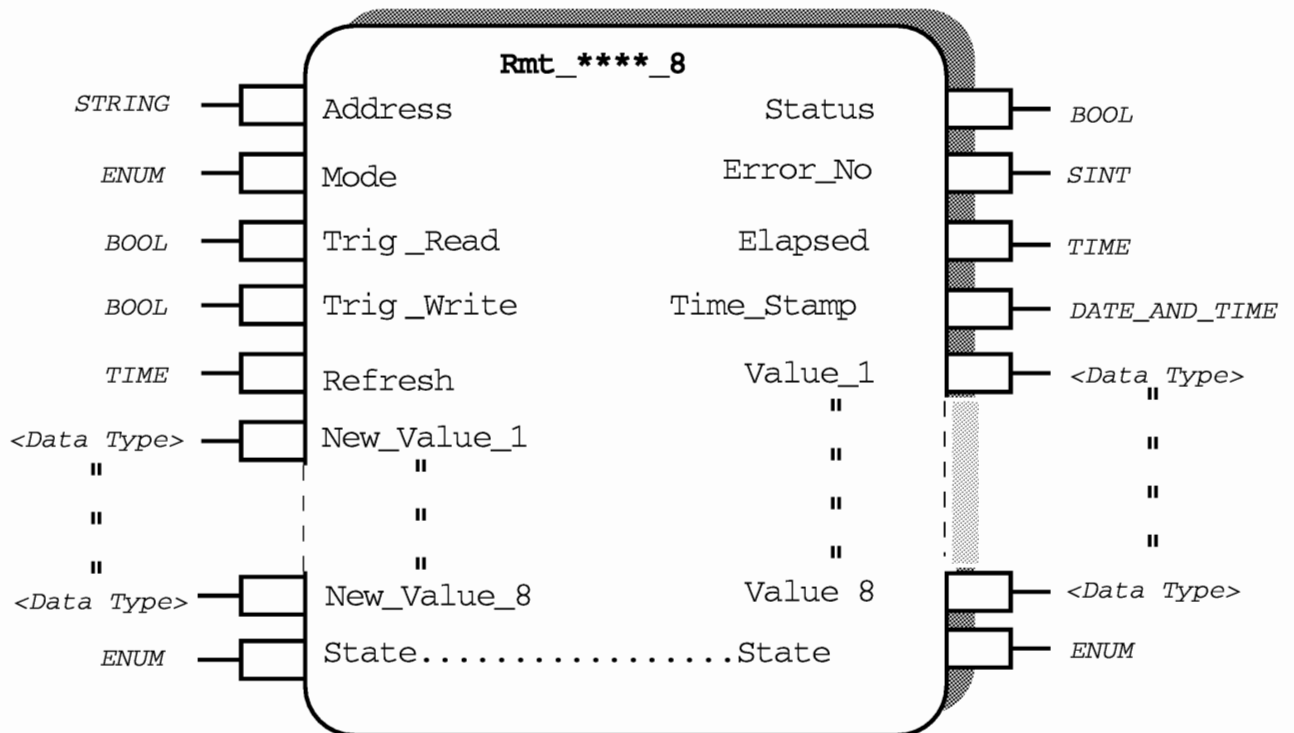 Rmt_****_8
STRING Address Status BOOL
ENUM Mode Error_No SINT
BOOL Trig_Read Elapsed TIME
BOOL Trig_Write Time_Stamp DATE_AND_TIME
TIME Refresh Value_1 <Data Type>
<Data Type> New_Value_1
<Data Type> New_Value_8 Value 8 <Data Type>
ENUM State.................State ENUM